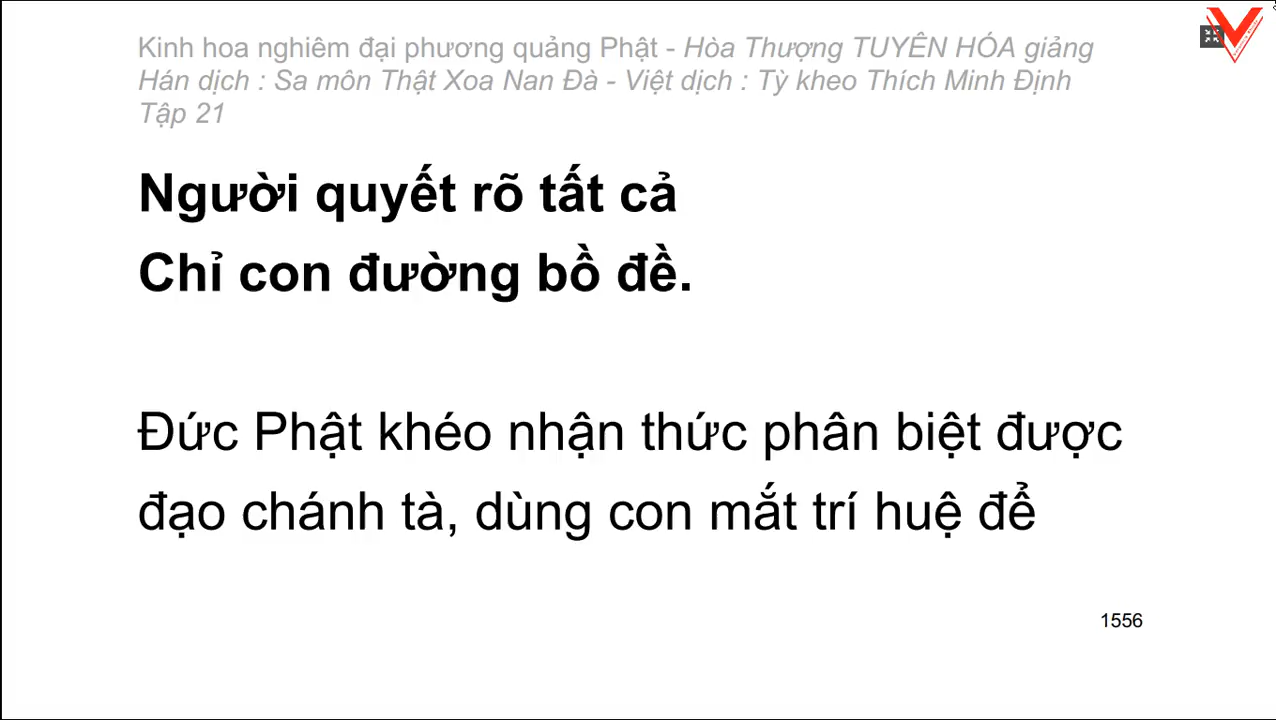 Kinh hoa nghiêm đại phương quảng Phật - Hòa Thượng TUYÊN HÓA giảng
Hán dịch : Sa môn Thật Xoa Nan Đà - Việt dịch : Tỳ kheo Thích Minh Định
Tập 21
Người quyết rõ tất cả
Chỉ con đường bồ đề.
Đức Phật khéo nhận thức phân biệt được
đạo chánh tà, dùng con mắt trí huệ để
1556